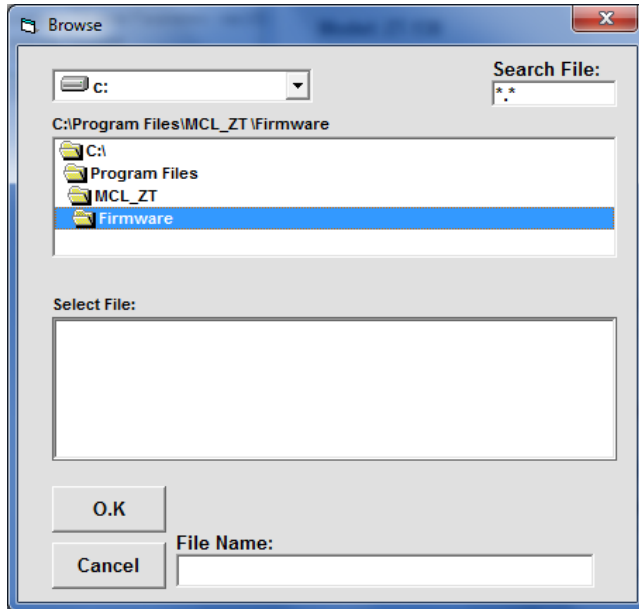 Browse
Search File:
c:
*.*
C:\Program Files\MCL_ZT \Firmware
C:\
Program Files
MCL_ZT
Firmware
Select File:
O.K
File Name:
Cancel